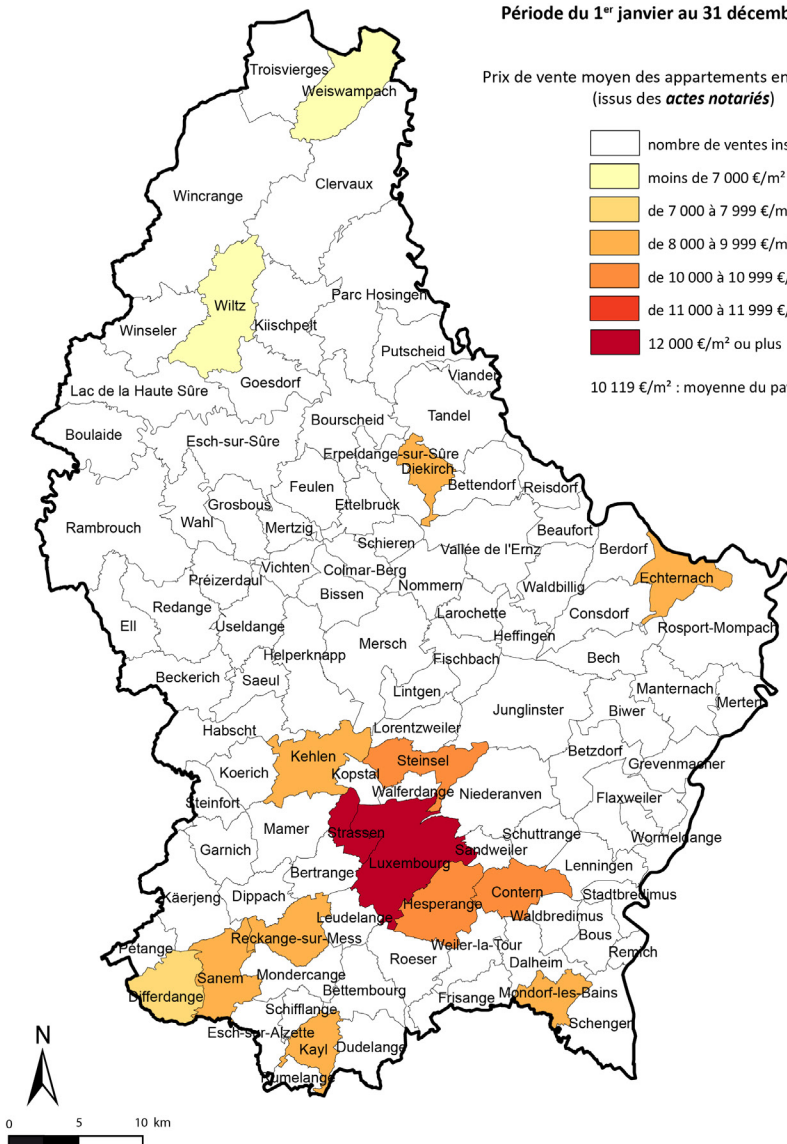 Période du 1er janvier au 31
Prix de vente moyen des appartements
(issus des actes notariés)
nombre de ventes
moins de 7 000 €/m²
de 7 000 à 7 999
de 8 000 à 9 999
de 10 000 à 10 999
de 11 000 à 11 999
12 000 €/m² ou plus
10 119 €/m² : moyenne du
Troisvierges
Weiswampach
Clervaux
Wincrange
Parc Hosingen
Wiltz
Kiischpelt
Winseler
Putscheid
Vianden
Goesdorf
Lac de la Haute Sûre
Tandel
Bourscheid
Boulaide
Esch-sur-Sûre
Erpeldange-sur-Sûre
Diekirch
Bettendorf
Reisdorf
Feulen
Grosbous
Ettelbruck
Wahl
Mertzig
Rambrouch
Beaufort
Schieren
Vallée de l'Ernz
Berdorf
Vichten
Colmar-Berg
Echternach
Préizerdaul
Nommern
Waldbillig
Bissen
Redange
Larochette
Consdorf
Ell
Useldange
Heffingen
Rosport-Mompach
Mersch
Helperknapp
Fischbach
Bech
Beckerich
Saeul
Lintgen
Manternach
Junglinster
Biwer
Habscht
Lorentzweiler
Betzdorf
Kehlen
Steinsel
Grevenmacher
Koerich
Kopstal
Walferdange
Niederanven
Flaxweiler
Steinfort
Mamer
Strassen
Schuttrange
Wormeldange
Garnich
Sandweiler
Luxembourg
Lenningen
Bertrange
Contern
Stadtbredimus
Käerjeng
Dippach
Hesperange
Leudelange
Waldbredimus
Bous
Reckange-sur-Mess
Weiler-la-Tour
Pétange
Remich
Roeser
Dalheim
Sanem
Mondercange
Bettembourg
Differdange
Frisange
Mondorf-les-Bains
Schifflange
Schengen
Esch-sur-Alzette
Kayl
Dudelange
Rumelange
N
0 5 10 km